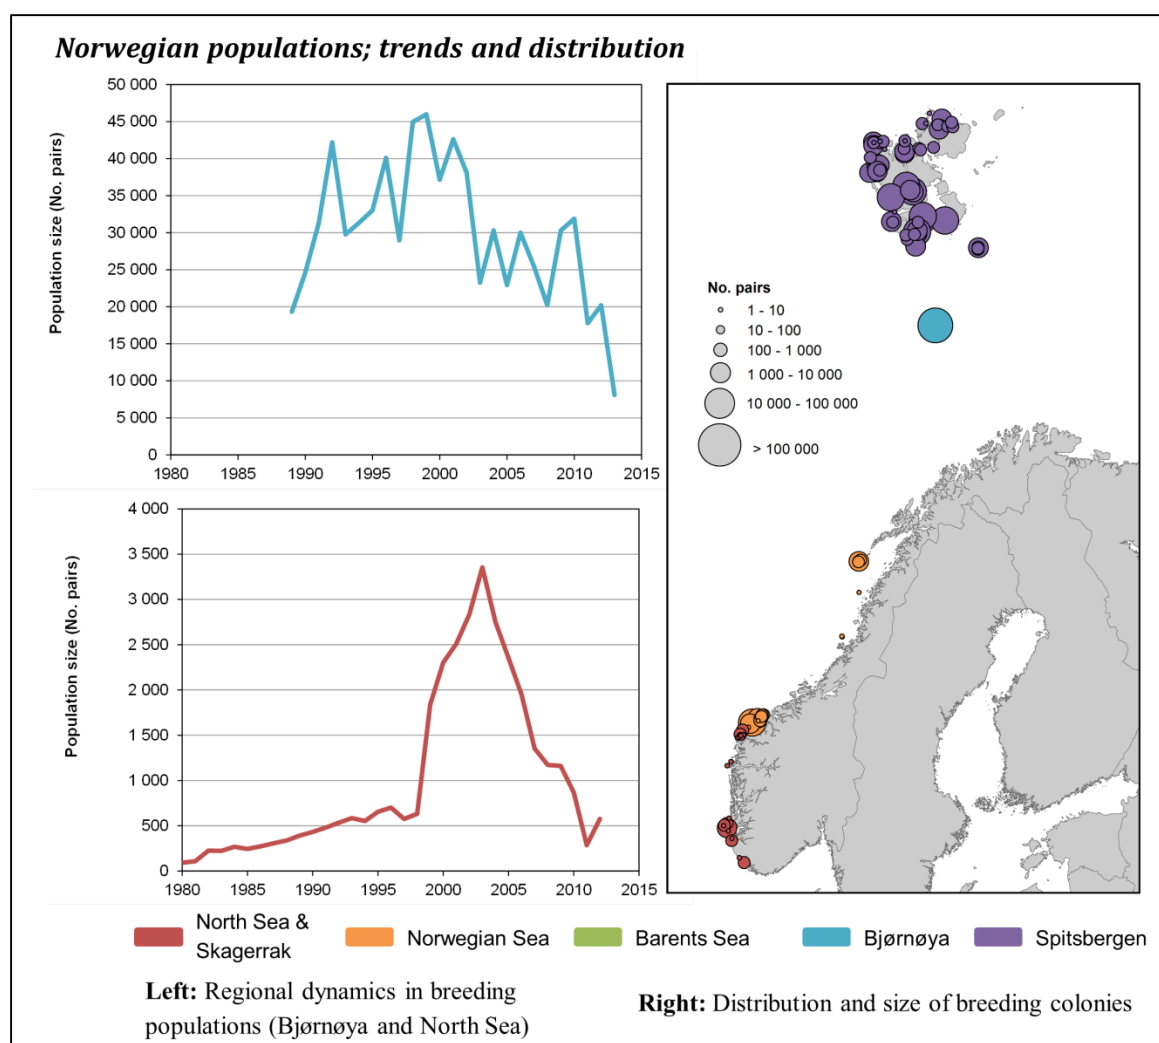 Norwegian populations; trends and distribution
Population size (No. pairs)
50 000
45 000
40 000
35 000
30 000
25 000
20 000
15 000
10 000
5 000
0
1980 1985 1990 1995 2000 2005 2010 2015
Population size (No. pairs)
4 000
3 500
3 000
2 500
2 000
1 500
1 000
500
0
1980 1985 1990 1995 2000 2005 2010 2015
No. pairs
1 - 10
10 - 100
100 - 1 000
1 000 - 10 000
10 000 - 100 000
> 100 000
North Sea &
Skagerrak
Norwegian Sea
Barents Sea
Bjørnøya
Spitsbergen
Left: Regional dynamics in breeding
populations (Bjørnøya and North Sea)
Right: Distribution and size of breeding colonies